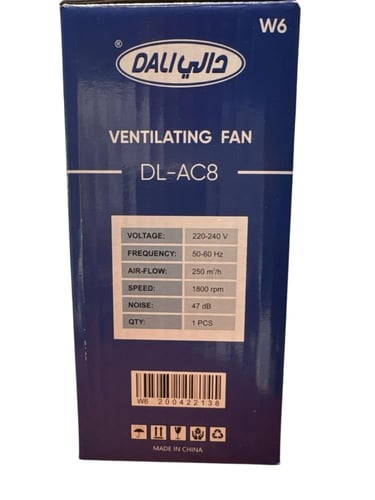 W6
® DALI دالي
VENTILATING FAN
DL-AC8
VOLTAGE: 220-240 V
FREQUENCY: 50-60 Hz
AIR-FLOW: 250 m³/h
SPEED: 1800 rpm
NOISE: 47 dB
QTY: 1 PCS
W6 200422138
MADE IN CHINA